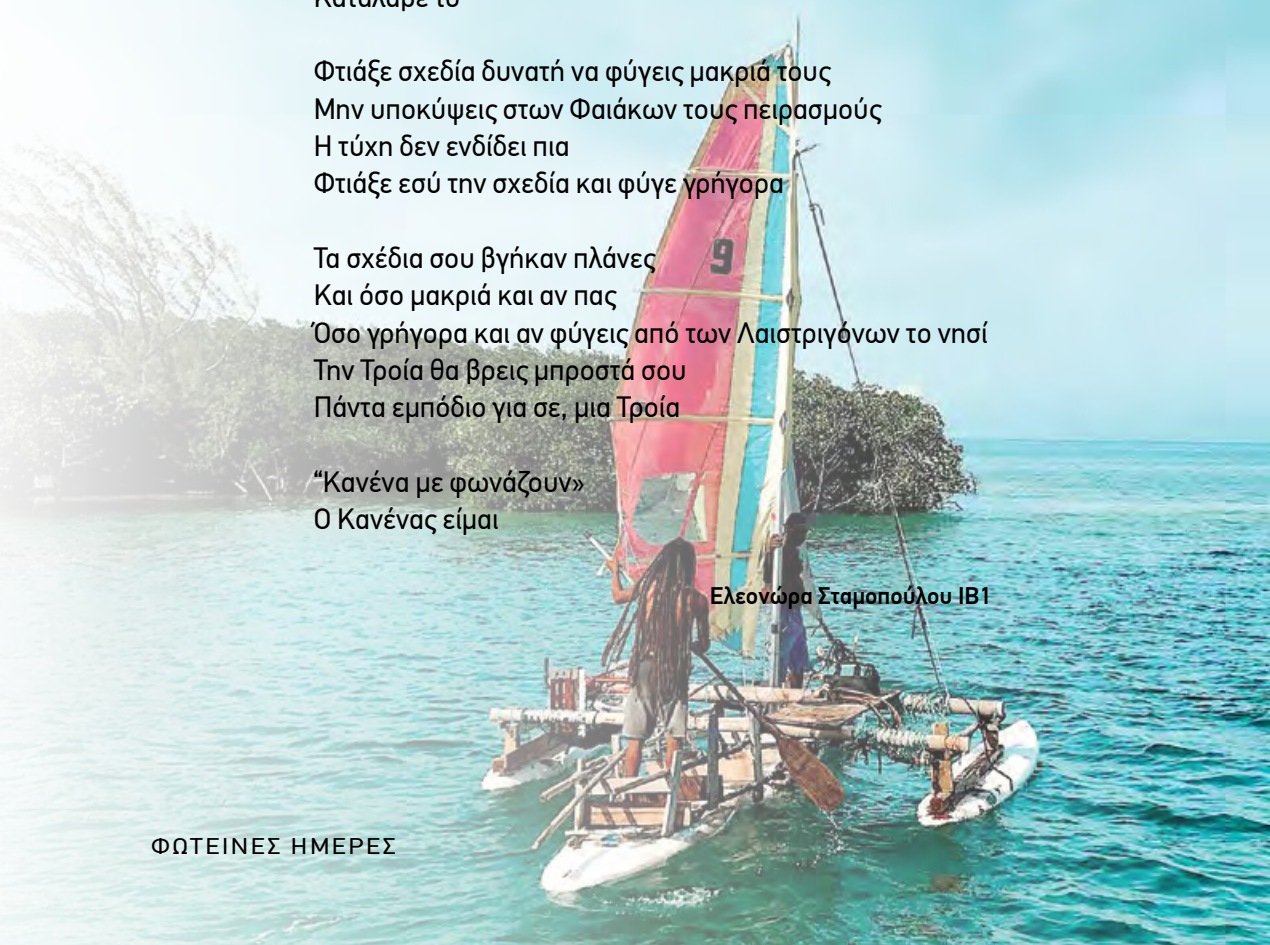 Κατάλαβε το
Φτιάξε σχεδία δυνατή να φύγεις μακριά τους
Μην υποκύψεις στων Φαιάκων τους πειρασμούς
Η τύχη δεν ενδίδει πια
Φτιάξε εσύ την σχεδία και φύγε γρήγορα
Τα σχέδια σου βγήκαν πλάνες
Και όσο μακριά και αν πας
Όσο γρήγορα και αν φύγεις από των Λαιστριγόνων το νησί
Την Τροία θα βρεις μπροστά σου
Πάντα εμπόδιο για σε, μια Τροία
“Κανένα με φωνάζουν»
Ο Κανένας είμαι
Ελεονώρα Σταμοπούλου ΙΒ1
ΦΩΤΕΙΝΕΣ ΗΜΕΡΕΣ
9